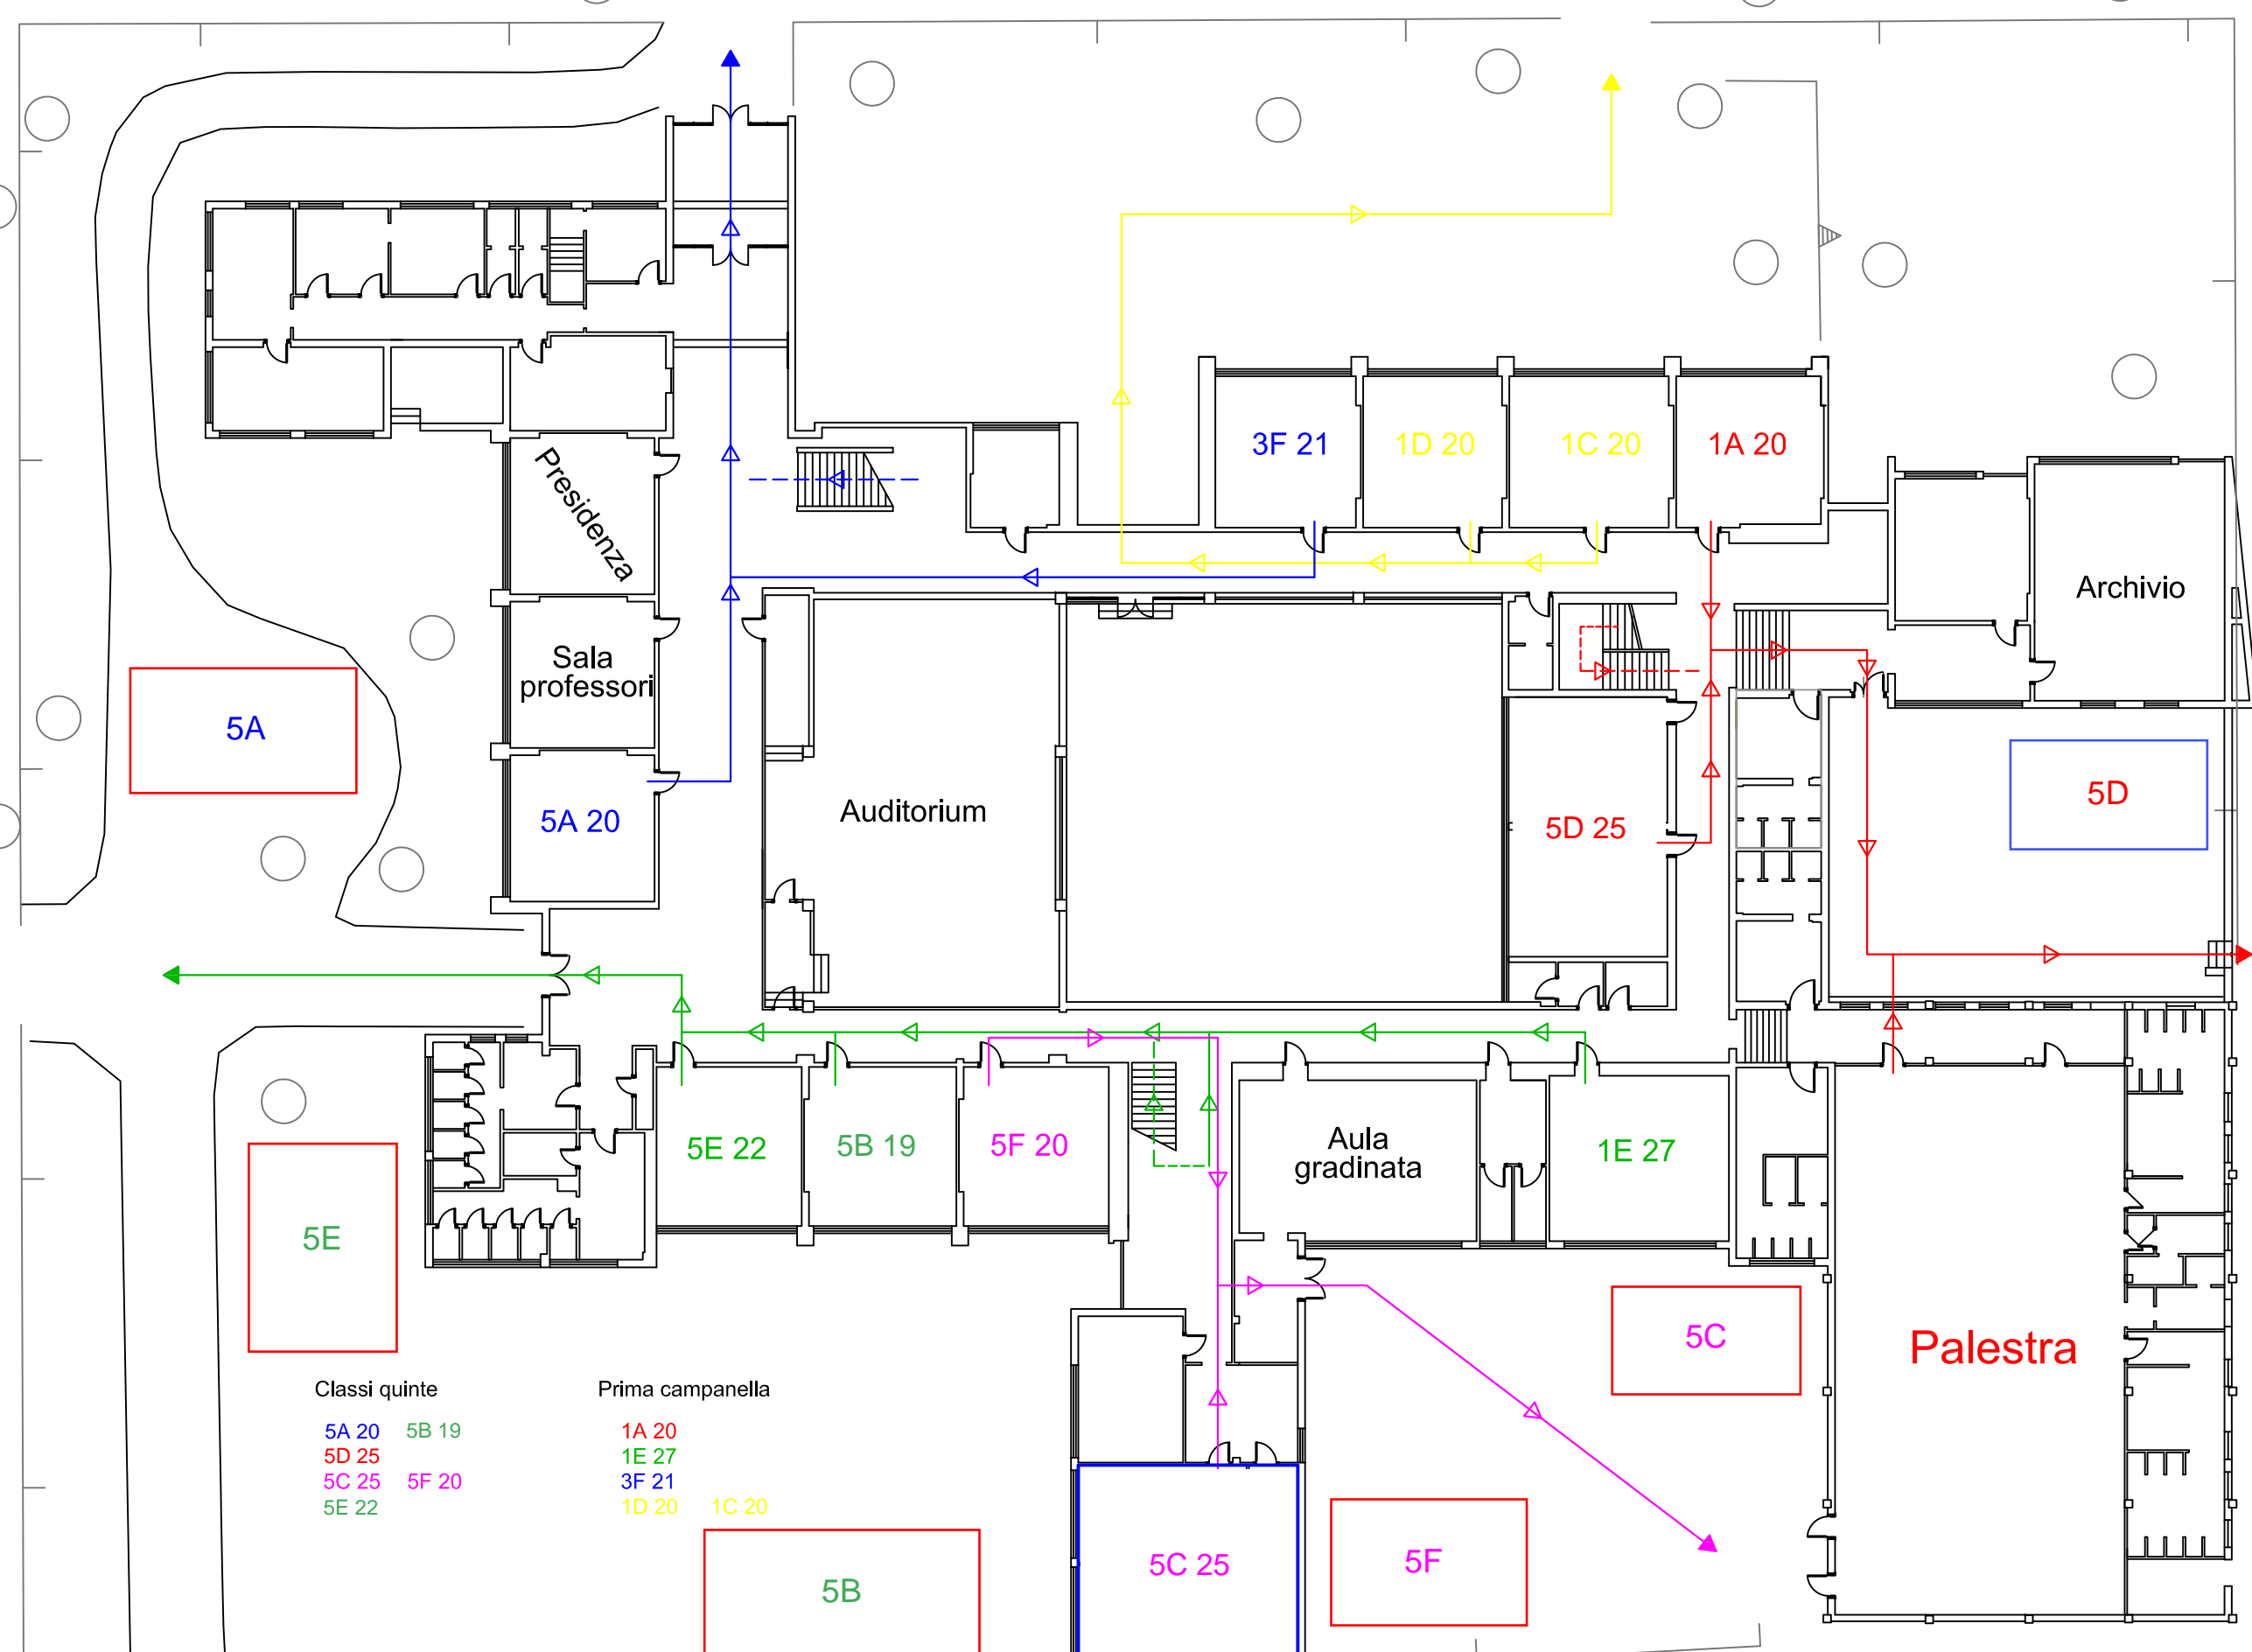 3F 21
1D 20
1C 20
1A 20
Presidenza
Archivio
Sala
professori
5A
5D
5A 20
Auditorium
5D 25
5E 22
5B 19
5F 20
Aula
gradinata
1E 27
5E
5C
Palestra
Classi quinte
5A 20 5B 19
5D 25
5C 25 5F 20
5E 22
Prima campanella
1A 20
1E 27
3F 21
1D 20 1C 20
5C 25
5F
5B